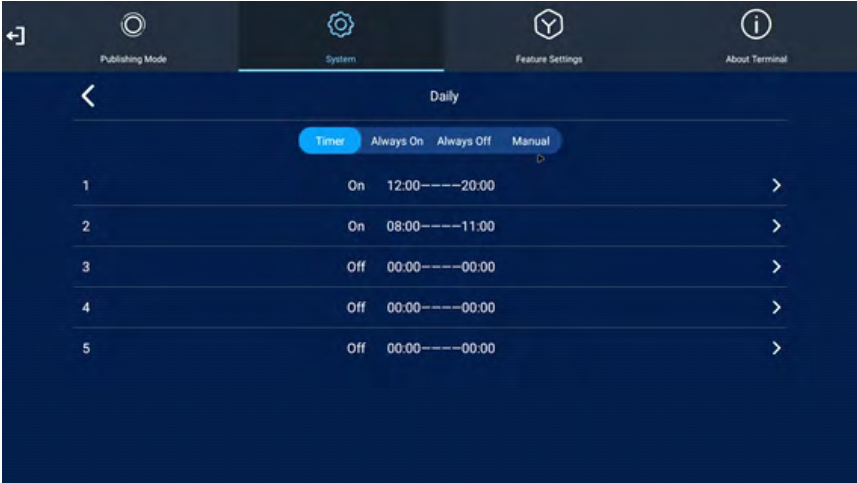 Publishing Mode System Feature Settings About Terminal
Daily
Timer Always On Always Off Manual
1 On 12:00————20:00
2 On 08:00————11:00
3 Off 00:00————00:00
4 Off 00:00————00:00
5 Off 00:00————00:00